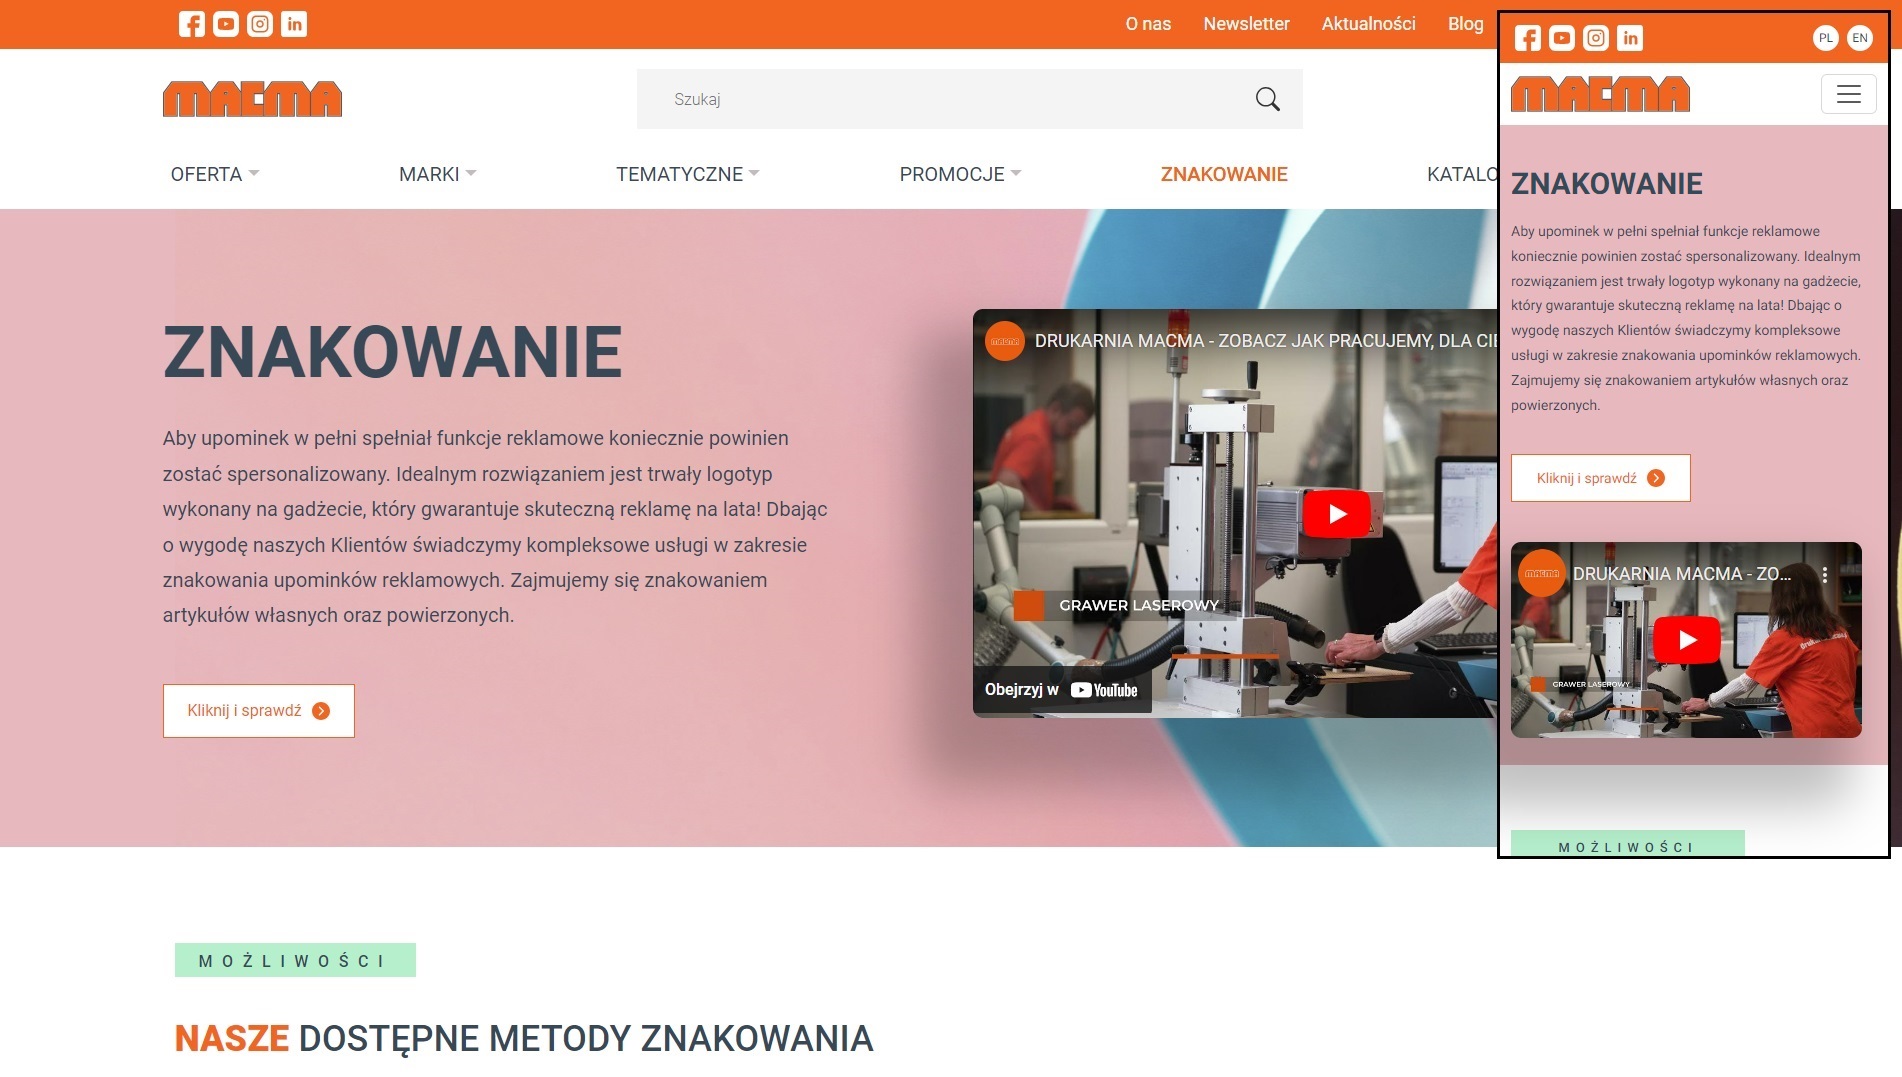 O nas Newsletter Aktualności Blog
MACMA
Szukaj
OFERTA MARKI TEMATYCZNE PROMOCJE ZNAKOWANIE KATALO
ZNAKOWANIE
Aby upominek w pełni spełniał funkcje reklamowe koniecznie powinien
zostać spersonalizowany. Idealnym rozwiązaniem jest trwały logotyp
wykonany na gadżecie, który gwarantuje skuteczną reklamę na lata! Dbając
o wygodę naszych Klientów świadczymy kompleksowe usługi w zakresie
znakowania upominków reklamowych. Zajmujemy się znakowaniem
artykułów własnych oraz powierzonych.
Kliknij i sprawdź
MACMA
DRUKARNIA MACMA - ZOBACZ JAK PRACUJEMY, DLA CIE
GRAWER LASEROWY
Obejrzyj w YouTube
MOŻLIWOŚCI
NASZE DOSTĘPNE METODY ZNAKOWANIA
PL EN
MACMA
ZNAKOWANIE
Aby upominek w pełni spełniał funkcje reklamowe
koniecznie powinien zostać spersonalizowany. Idealnym
rozwiązaniem jest trwały logotyp wykonany na gadżecie,
który gwarantuje skuteczną reklamę na lata! Dbając o
wygodę naszych Klientów świadczymy kompleksowe
usługi w zakresie znakowania upominków reklamowych.
Zajmujemy się znakowaniem artykułów własnych oraz
powierzonych.
Kliknij i sprawdź
MACMA
DRUKARNIA MACMA - ZO...
GRAWER LASEROWY
MOŻLIWOŚCI